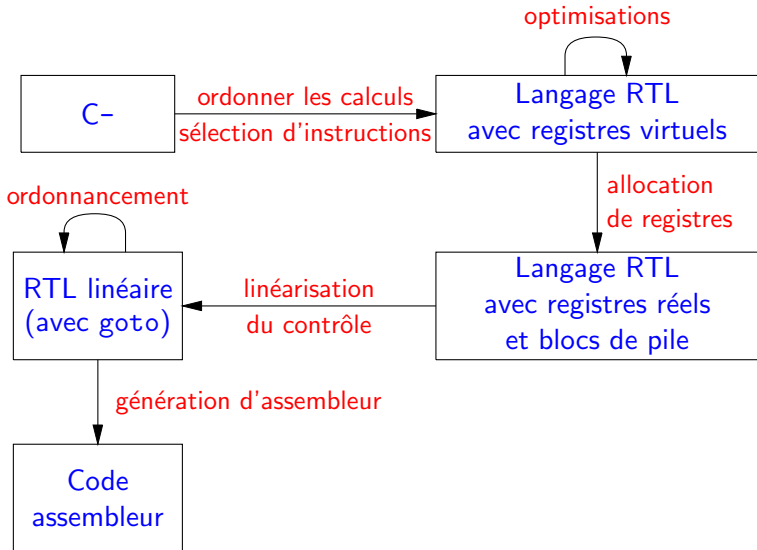 optimisations
C-
ordonner les calculs
sélection d'instructions
Langage RTL
avec registres virtuels
allocation
de registres
ordonnancement
RTL linéaire
(avec goto)
linéarisation
du contrôle
Langage RTL
avec registres réels
et blocs de pile
génération d'assembleur
Code
assembleur